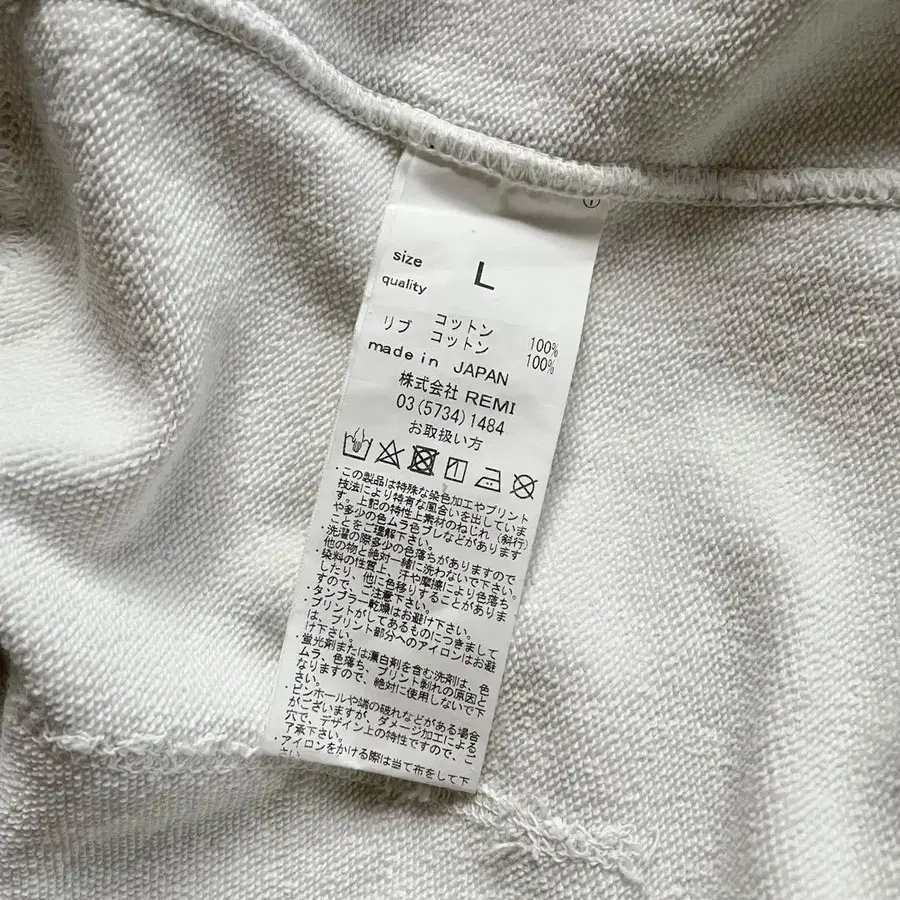 ①
size L
quality
コットン 100%
リブ コットン 100%
made in JAPAN
株式会社 REMI
03(5734)1484
お取扱い方
・この製品は特殊な染色加工やプリント
技法により特有な風合いを出していま
す。上記の特性上素材のねじれ(斜行)
や多少の色ムラ色ブレなどがあります
ことをご理解下さい。
・洗濯の際多少の色落ちがありますので
他の物と絶対一緒に洗わないで下さい。
・染料の性質上、汗や摩擦により色落ち
したり、他に色移りすることがありま
すので、ご注意下さい。
・タンブラー乾燥はお避け下さい。
・プリントがしてあるものにつきまして
は、プリント部分へのアイロンはお避
け下さい。
・蛍光剤または漂白剤を含む洗剤は、色
ムラ、色落ち、プリント剥れの原因と
なりますので、絶対に使用しないで下
さい。
・ピンホールや端の破れなどがある場合
がございますが、ダメージ加工による
穴で、デザイン上の特性ですので、ご
了承下さい。
・アイロンをかける際は当て布をして下
さい。